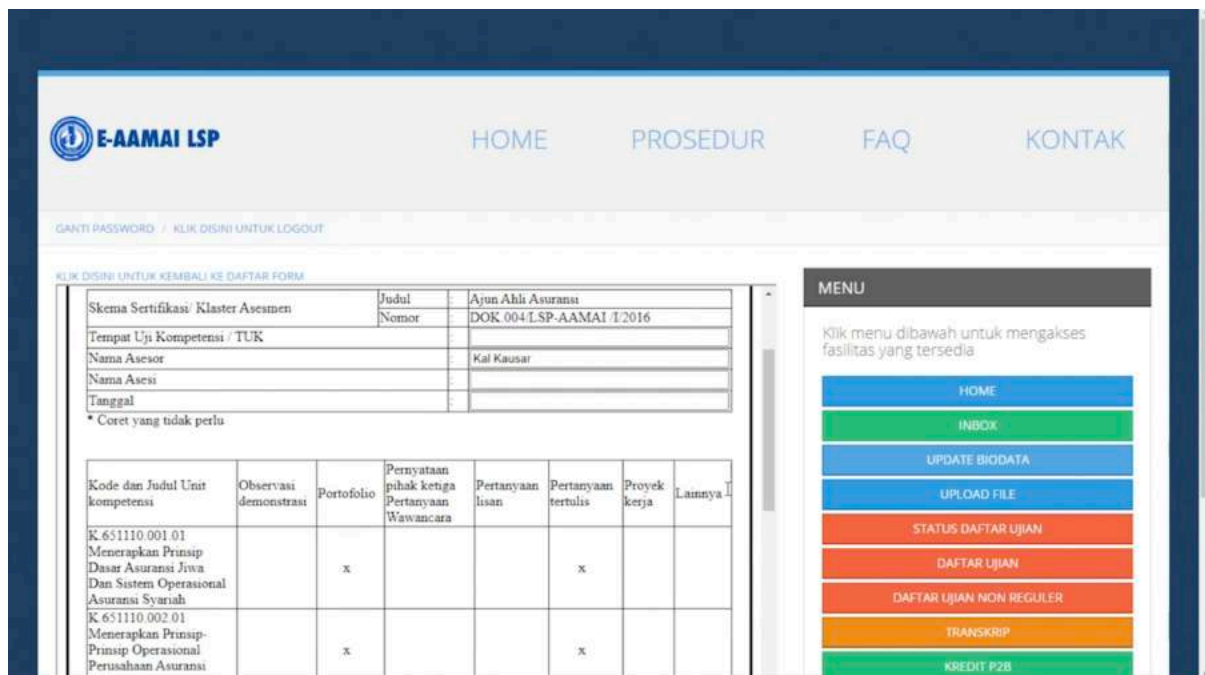 E-AAMAI LSP
HOME PROSEDUR FAQ KONTAK
GANTI PASSWORD / KLIK DISINI UNTUK LOGOUT
KLIK DISINI UNTUK KEMBALI KE DAFTAR FORM
Skema Sertifikasi/ Klaster Asesmen
Judul : Ajun Ahli Asuransi
Nomor : DOK.004/LSP-AAMAI /I/2016
Tempat Uji Kompetensi / TUK :
Nama Asesor : Kal Kausar
Nama Asesi :
Tanggal :
* Coret yang tidak perlu
Kode dan Judul Unit
kompetensi
Observasi
demonstrasi
Portofolio
Pernyataan
pihak ketiga
Pertanyaan
Wawancara
Pertanyaan
lisan
Pertanyaan
tertulis
Proyek
kerja
Lainnya
K.651110.001.01
Menerapkan Prinsip
Dasar Asuransi Jiwa
Dan Sistem Operasional
Asuransi Syariah
x x
K.651110.002.01
Menerapkan Prinsip-
Prinsip Operasional
Perusahaan Asuransi
x x
MENU
Klik menu dibawah untuk mengakses
fasilitas yang tersedia
HOME
INBOX
UPDATE BIODATA
UPLOAD FILE
STATUS DAFTAR UJIAN
DAFTAR UJIAN
DAFTAR UJIAN NON REGULER
TRANSKRIP
KREDIT P2B